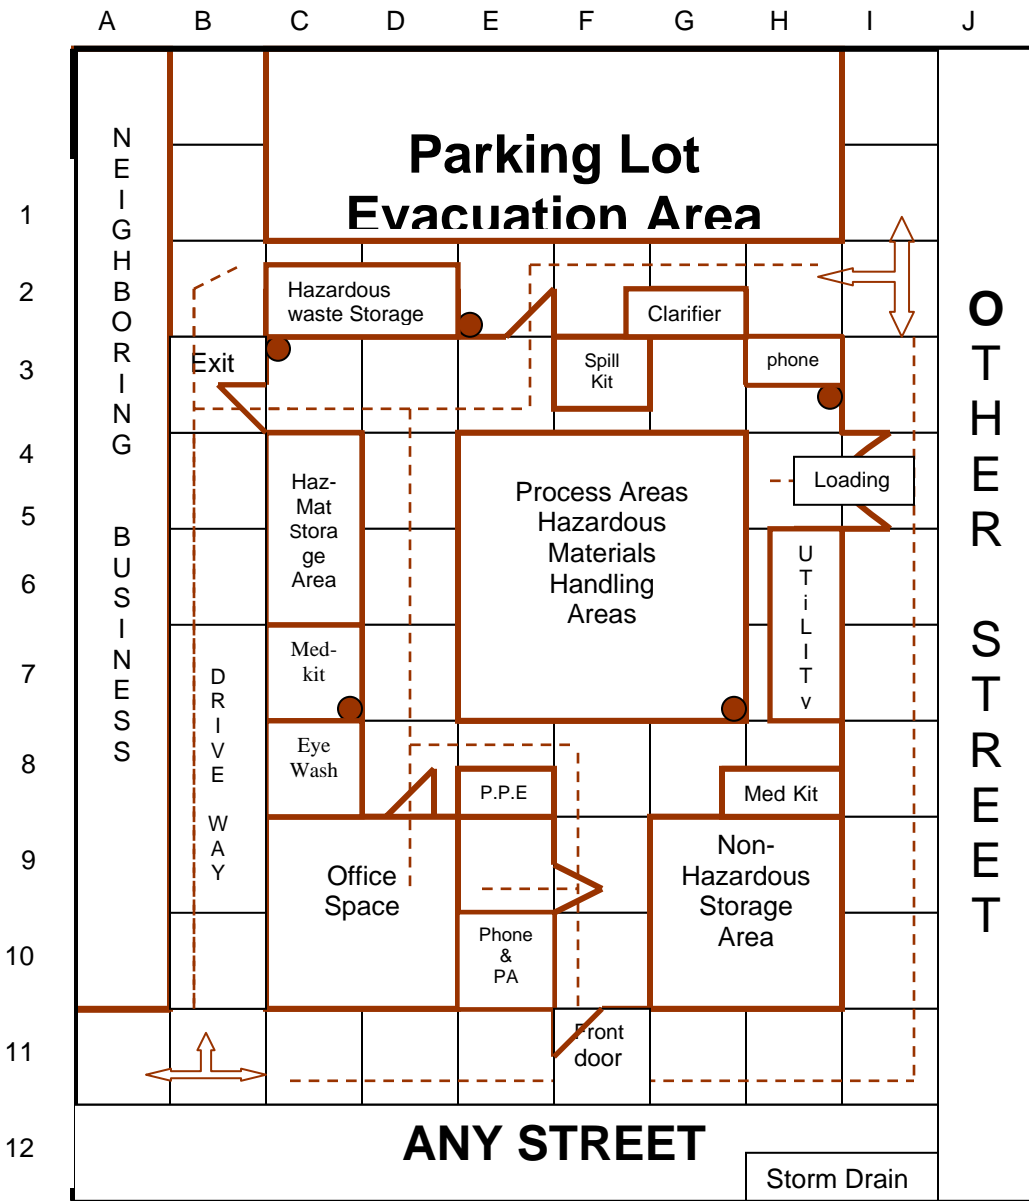 A B C D E F G H I J
NEIGHBORING BUSINESS
Parking Lot
Evacuation Area
1
2
Hazardous
waste Storage
Clarifier
3
Exit
Spill
Kit
phone
OTHER STREET
4
Haz-
Mat
Stora
ge
Area
Process Areas
Hazardous
Materials
Handling
Areas
Loading
5
6
UTiLITv
7
Med-
kit
DRIVE WAY
8
Eye
Wash
P.P.E
Med Kit
9
Office
Space
Non-
Hazardous
Storage
Area
10
Phone
&
PA
11
Front
door
12
ANY STREET
Storm Drain